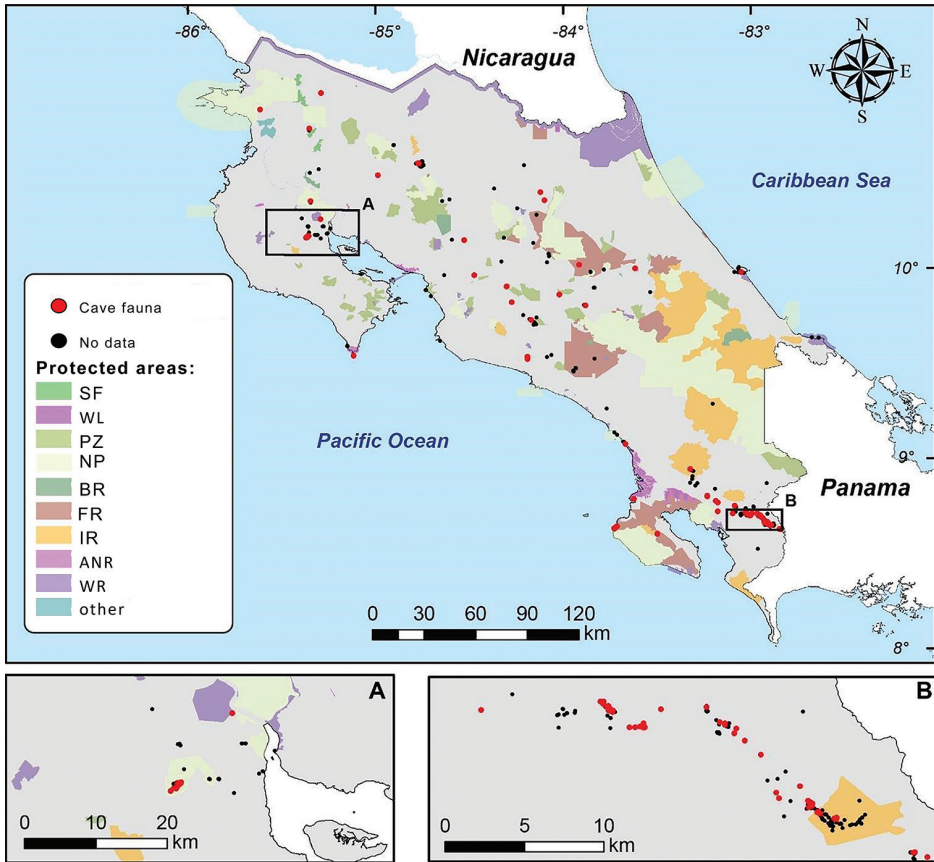 -86° -85° -84° -83°
Nicaragua
N
W E
S
Caribbean Sea
A
10°
Cave fauna
No data
Protected areas:
SF
WL
PZ
NP
BR
FR
IR
ANR
WR
other
Pacific Ocean
9°
Panama
B
0 30 60 90 120
km
8°
A
0 10 20
km
B
0 5 10
km